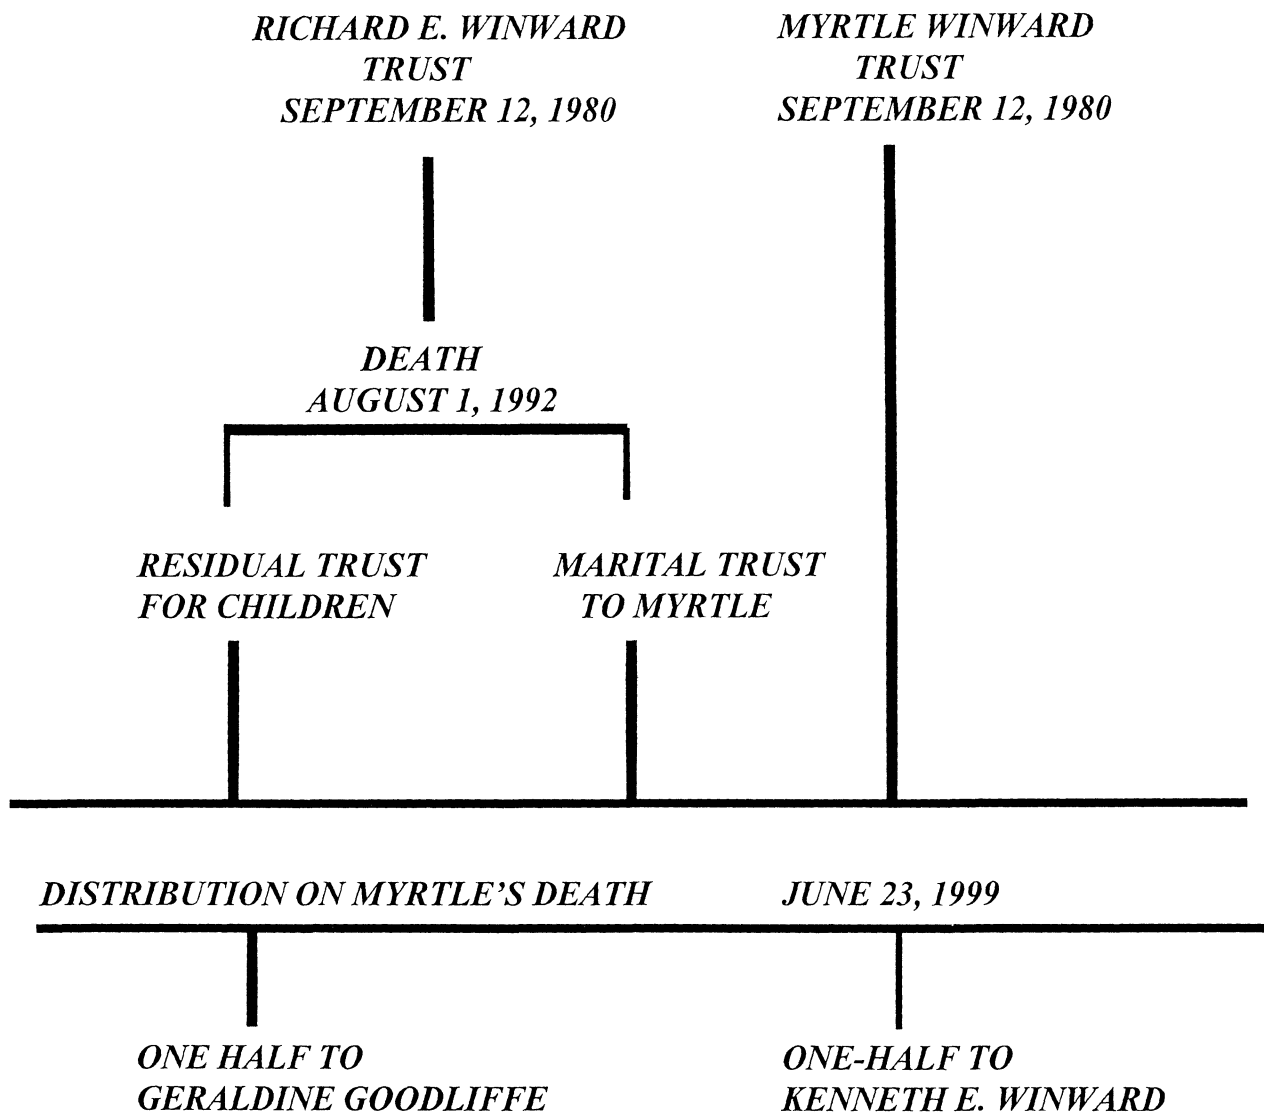 RICHARD E. WINWARD
TRUST
SEPTEMBER 12, 1980
MYRTLE WINWARD
TRUST
SEPTEMBER 12, 1980
DEATH
AUGUST 1, 1992
RESIDUAL TRUST
FOR CHILDREN
MARITAL TRUST
TO MYRTLE
DISTRIBUTION ON MYRTLE'S DEATH JUNE 23, 1999
ONE HALF TO
GERALDINE GOODLIFFE
ONE-HALF TO
KENNETH E. WINWARD